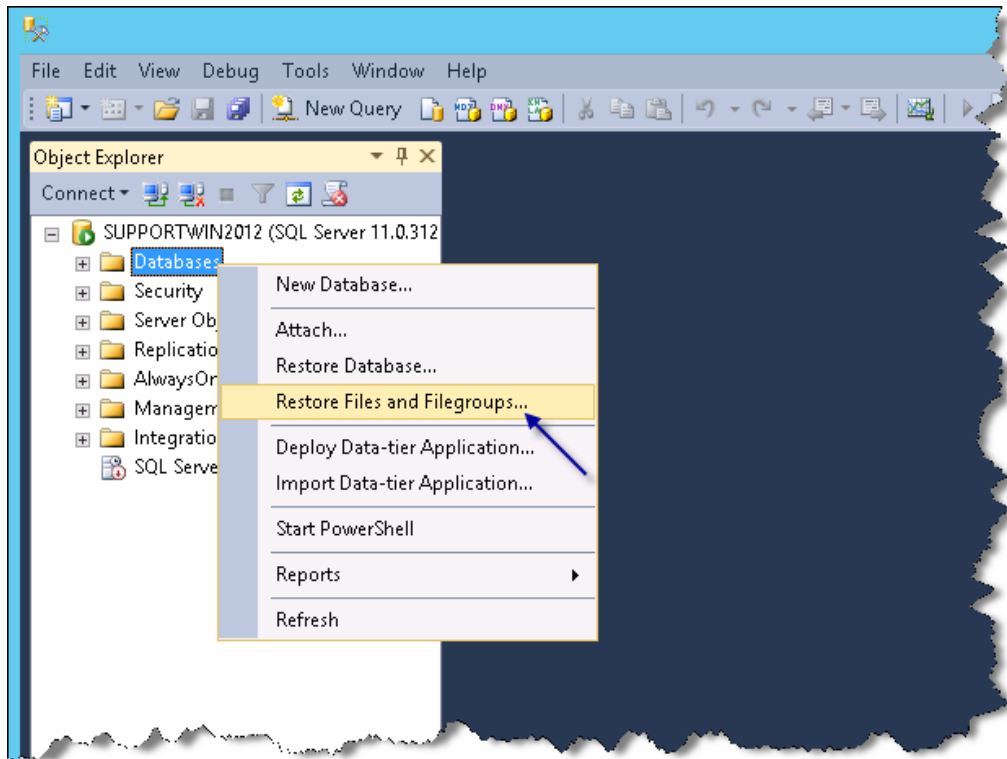 File Edit View Debug Tools Window Help
New Query
Object Explorer
Connect
SUPPORTWIN2012 (SQL Server 11.0.312
Databases
Security
Server Ob
Replicatio
AlwaysOn
Managem
Integratio
SQL Serve
New Database...
Attach...
Restore Database...
Restore Files and Filegroups...
Deploy Data-tier Application...
Import Data-tier Application...
Start PowerShell
Reports
Refresh